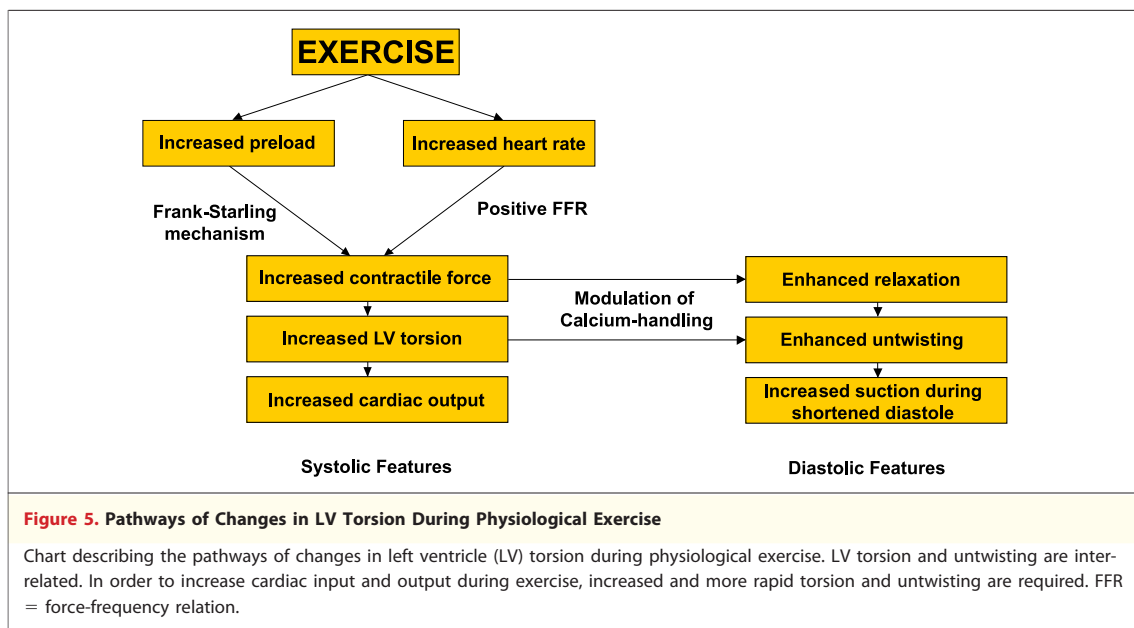 EXERCISE
Increased preload
Increased heart rate
Frank-Starling
mechanism
Positive FFR
Increased contractile force
Enhanced relaxation
Modulation of
Calcium-handling
Increased LV torsion
Enhanced untwisting
Increased cardiac output
Increased suction during
shortened diastole
Systolic Features
Diastolic Features
Figure 5. Pathways of Changes in LV Torsion During Physiological Exercise
Chart describing the pathways of changes in left ventricle (LV) torsion during physiological exercise. LV torsion and untwisting are inter-
related. In order to increase cardiac input and output during exercise, increased and more rapid torsion and untwisting are required. FFR
= force-frequency relation.